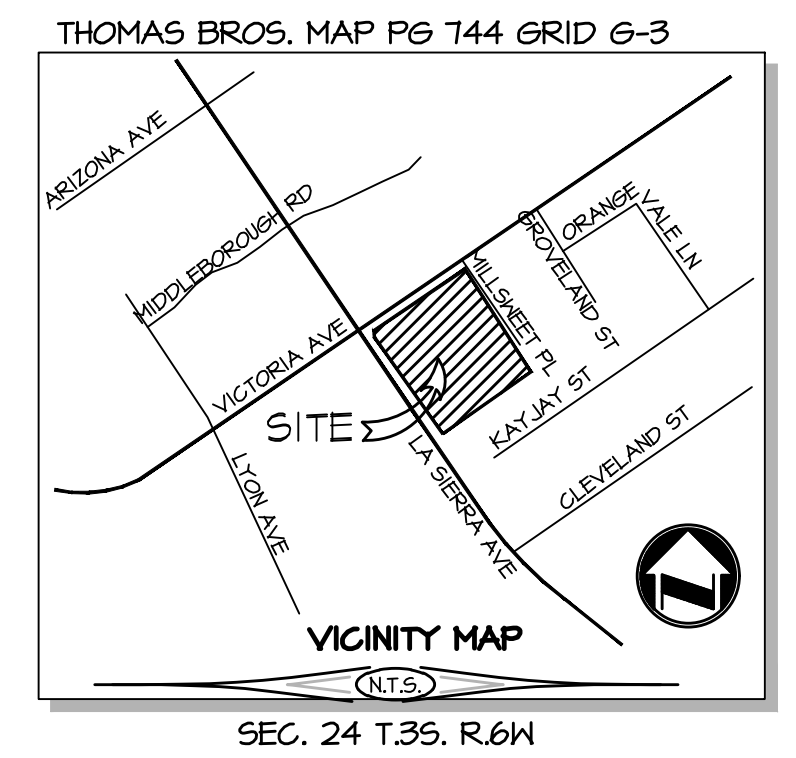 THOMAS BROS. MAP PG 744 GRID G-3
ARIZONA AVE
MIDDLEBOROUGH RD
ORANGE
VALE LN
GROVELAND ST
MILLSWEET PL
VICTORIA AVE
KAYJAY ST
SITE
CLEVELAND ST
LA SIERRA AVE
LYON AVE
N
VICINITY MAP
N.T.S.
SEC. 24 T.3S. R.6W